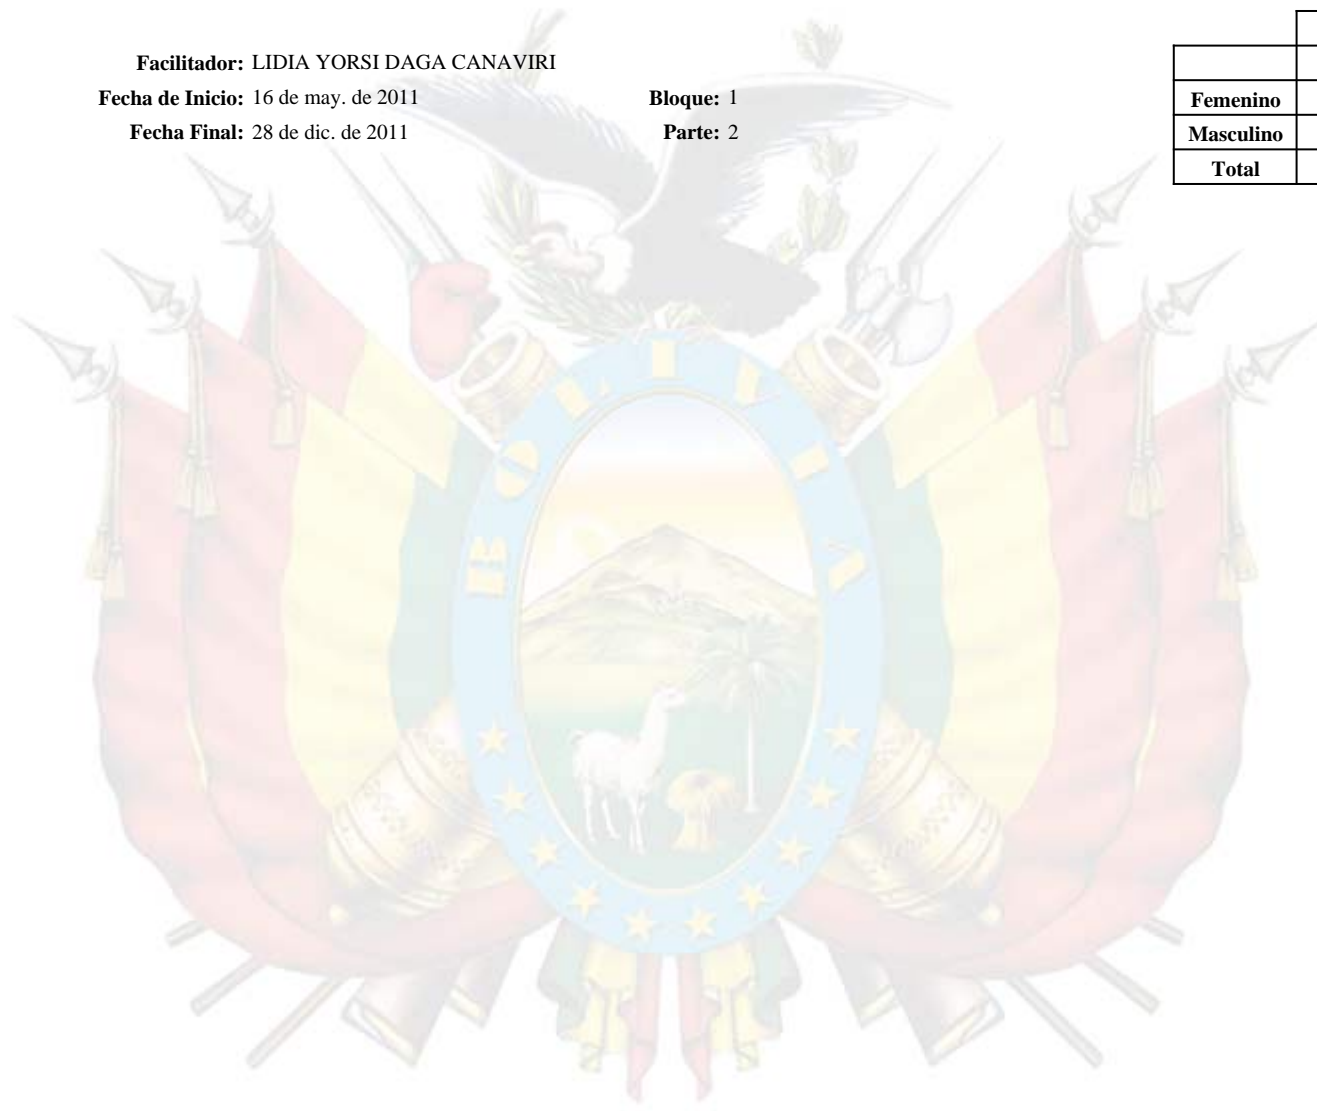 Facilitador: LIDIA YORSI DAGA CANAVIRI
Fecha de Inicio: 16 de may. de 2011 Bloque: 1
Fecha Final: 28 de dic. de 2011 Parte: 2
Femenino
Masculino
Total
BOLIVIA